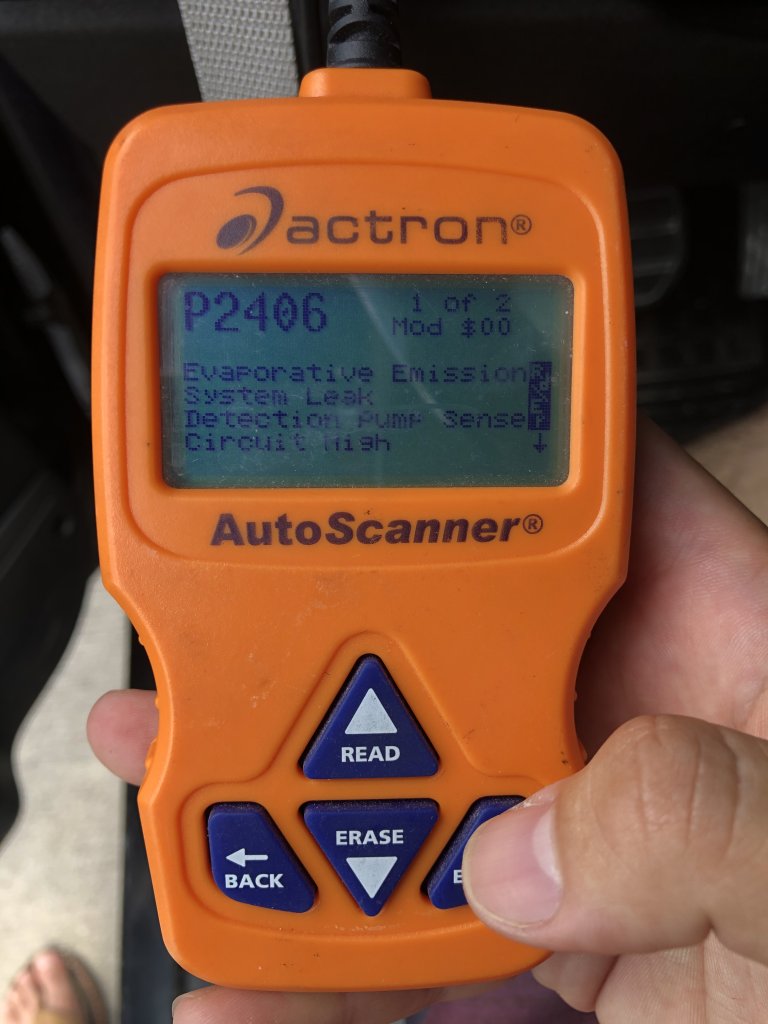 actron®
P2406
1 of 2
Mod $00
Evaporative Emission
System Leak
Detection Pump Sense
Circuit High
AutoScanner®
READ
ERASE
BACK